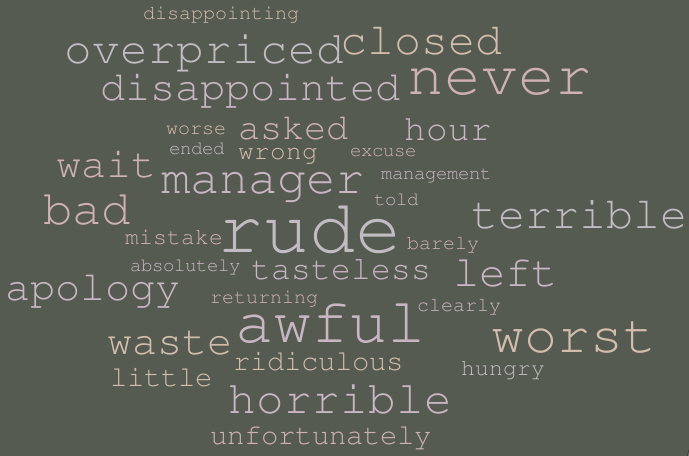 disappointing
overpriced closed
disappointed never
worse asked hour
ended wrong excuse
wait manager management
bad told terrible
mistake rude barely
absolutely tasteless left
apology returning clearly
waste awful worst
ridiculous hungry
little
horrible
unfortunately